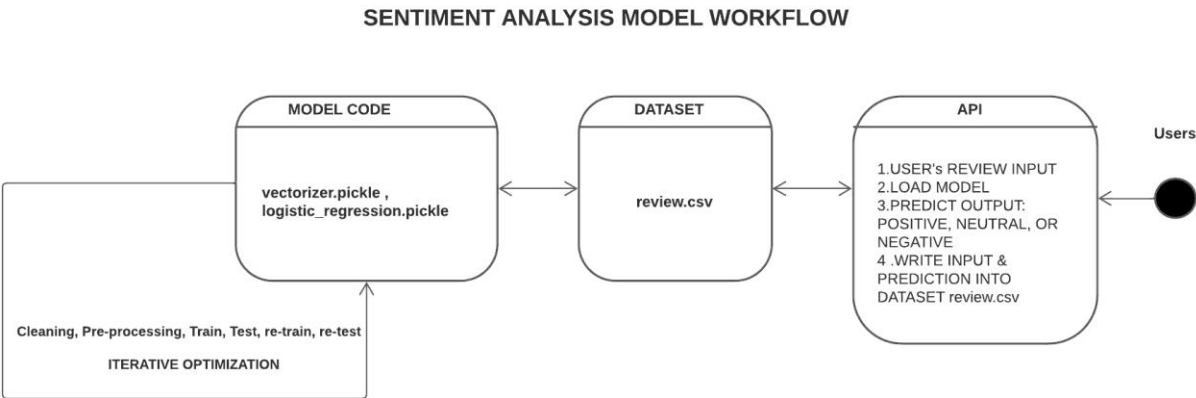 SENTIMENT ANALYSIS MODEL WORKFLOW
MODEL CODE
vectorizer.pickle ,
logistic_regression.pickle
Cleaning, Pre-processing, Train, Test, re-train, re-test
ITERATIVE OPTIMIZATION
DATASET
review.csv
API
1.USER's REVIEW INPUT
2.LOAD MODEL
3.PREDICT OUTPUT:
POSITIVE, NEUTRAL, OR
NEGATIVE
4 .WRITE INPUT &
PREDICTION INTO
DATASET review.csv
Users